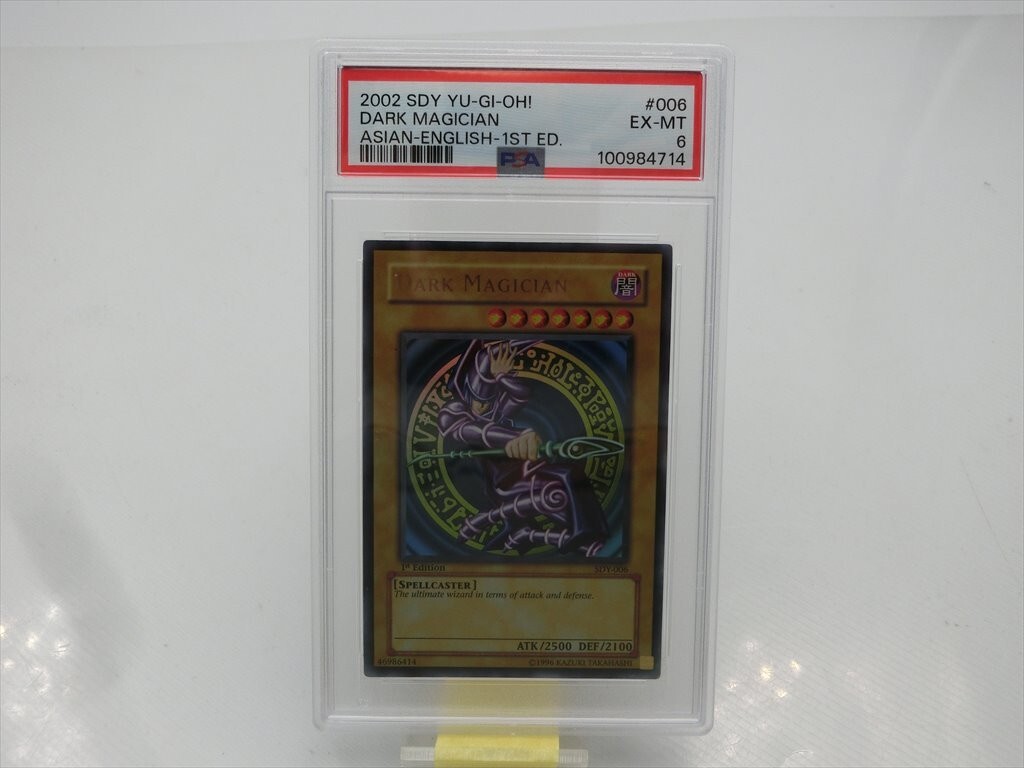 2002 SDY YU-GI-OH! #006
DARK MAGICIAN EX-MT
ASIAN-ENGLISH-1ST ED. 6
PSA 100984714
DARK MAGICIAN
DARK
闇
1st Edition SDY-006
[SPELLCASTER]
The ultimate wizard in terms of attack and defense.
ATK/2500 DEF/2100
46986414 ©1996 KAZUKI TAKAHASHI